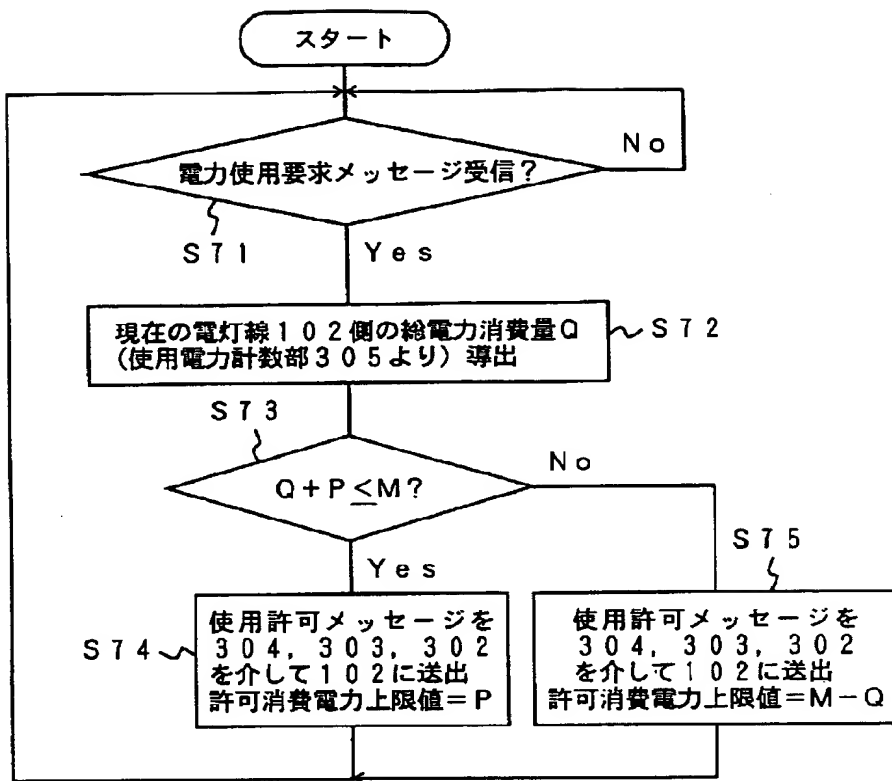 スタート
電力使用要求メッセージ受信?
No
S71
Yes
現在の電灯線102側の総電力消費量Q
(使用電力計数部305より)導出
S72
S73
Q+P≦M?
No
Yes
S75
S74
使用許可メッセージを
304,303,302
を介して102に送出
許可消費電力上限値=P
使用許可メッセージを
304,303,302
を介して102に送出
許可消費電力上限値=M−Q